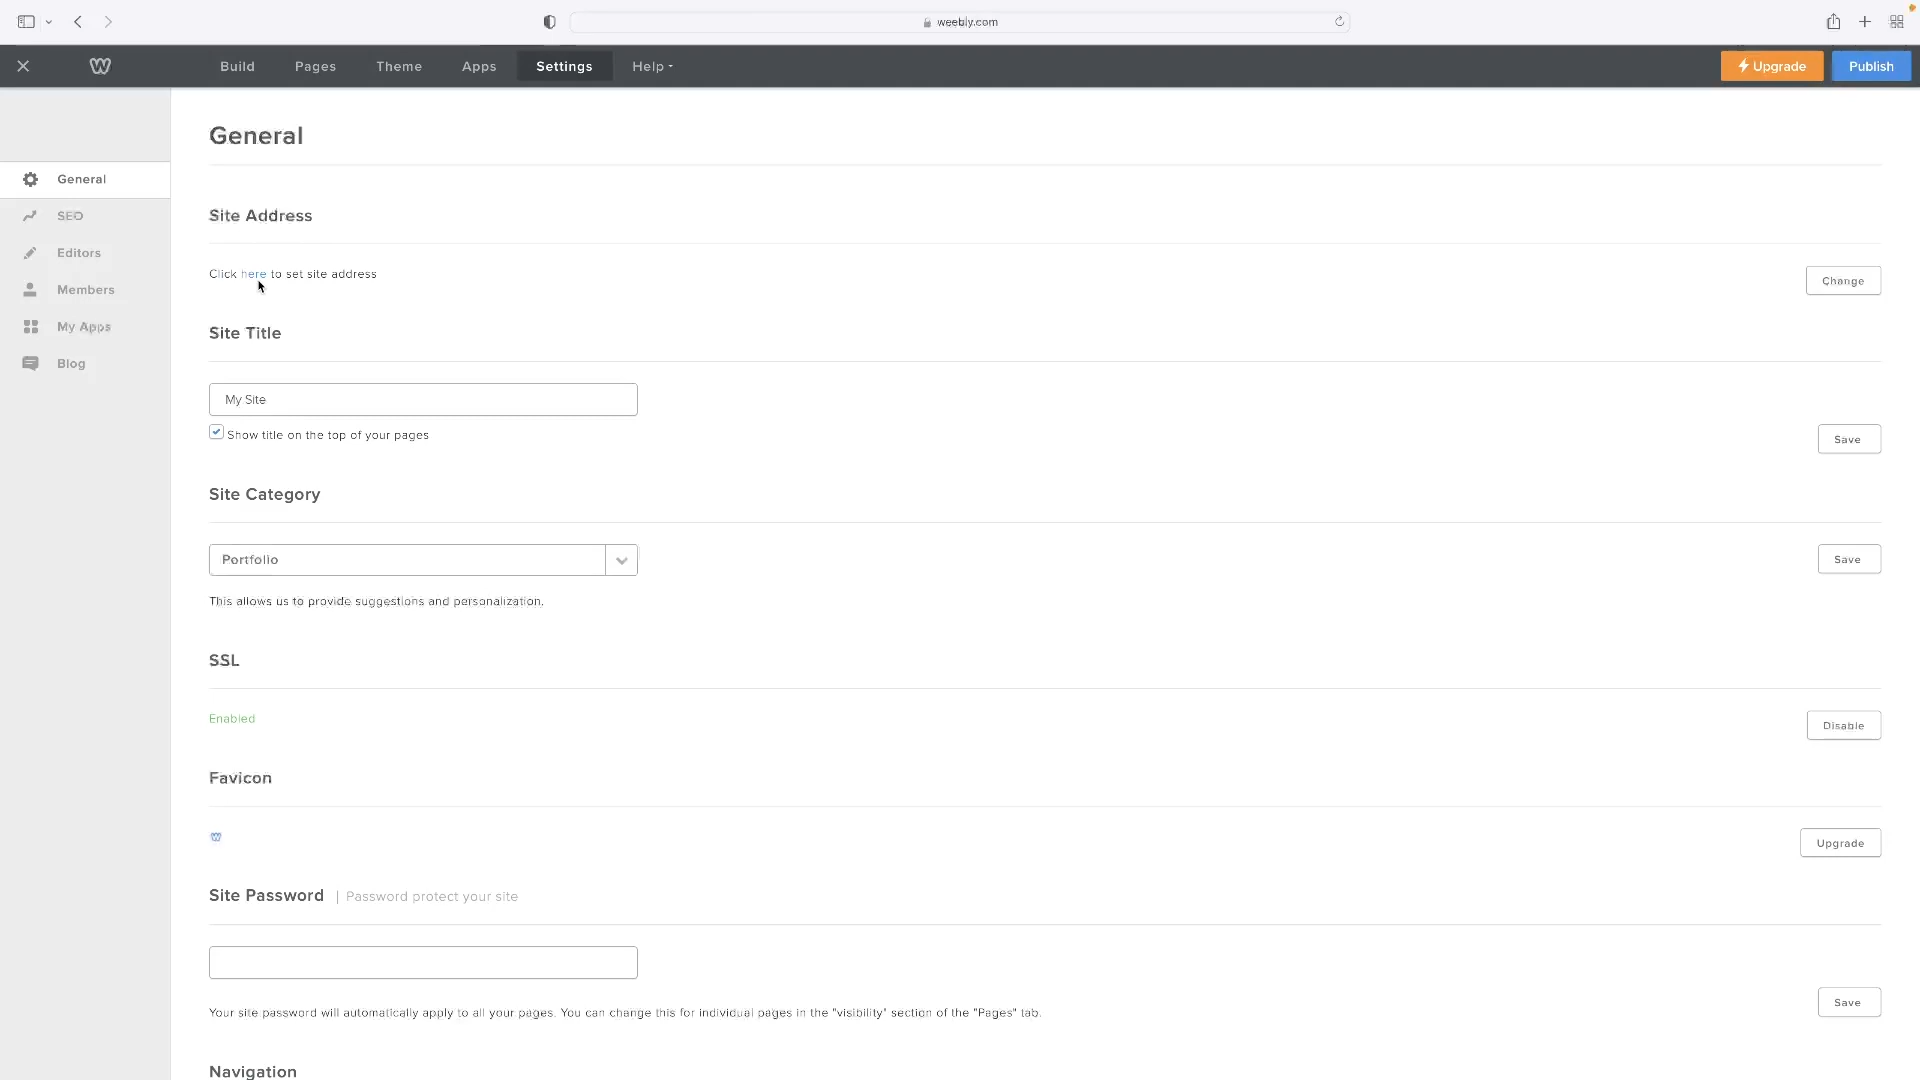 weebly.com
Build Pages Theme Apps Settings Help
Upgrade Publish
General
SEO
Editors
Members
My Apps
Blog
General
Site Address
Click here to set site address
Change
Site Title
My Site
Show title on the top of your pages
Save
Site Category
Portfolio
Save
This allows us to provide suggestions and personalization.
SSL
Enabled
Disable
Favicon
Upgrade
Site Password | Password protect your site
Your site password will automatically apply to all your pages. You can change this for individual pages in the "visibility" section of the "Pages" tab.
Save
Navigation